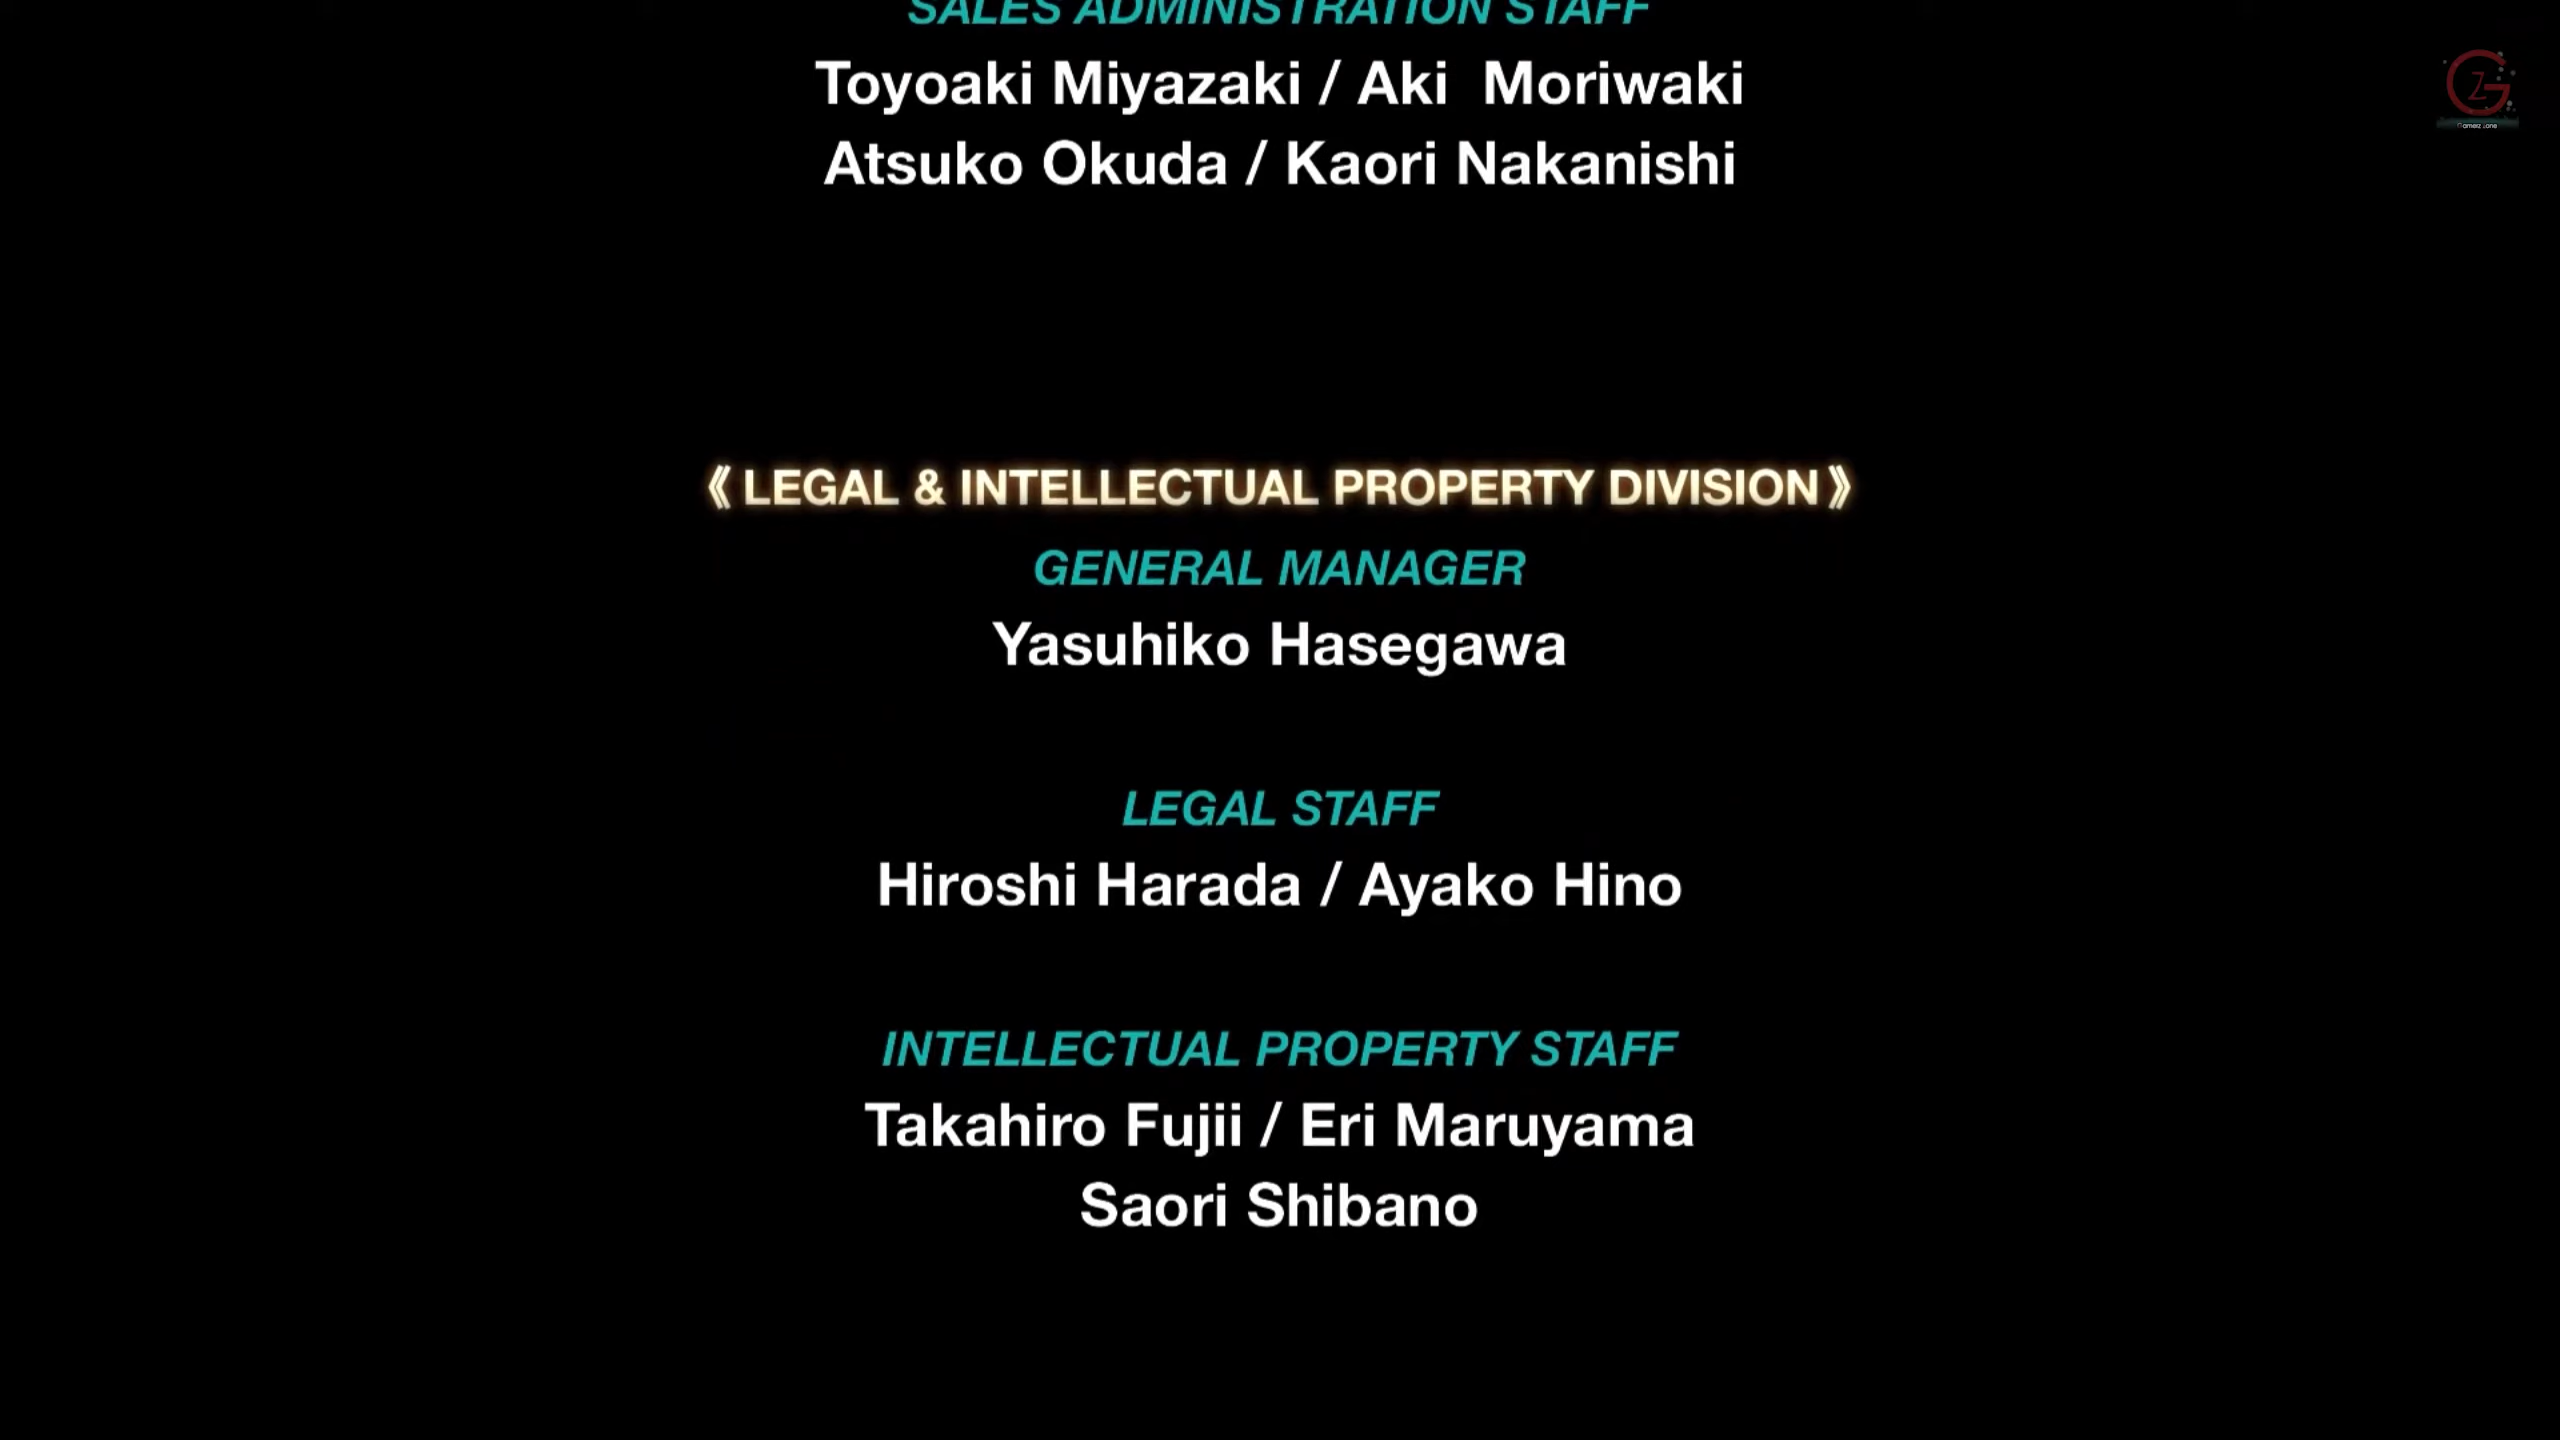 SALES ADMINISTRATION STAFF
Toyoaki Miyazaki / Aki  Moriwaki
Atsuko Okuda / Kaori Nakanishi
《LEGAL & INTELLECTUAL PROPERTY DIVISION》
GENERAL MANAGER
Yasuhiko Hasegawa
LEGAL STAFF
Hiroshi Harada / Ayako Hino
INTELLECTUAL PROPERTY STAFF
Takahiro Fujii / Eri Maruyama
Saori Shibano